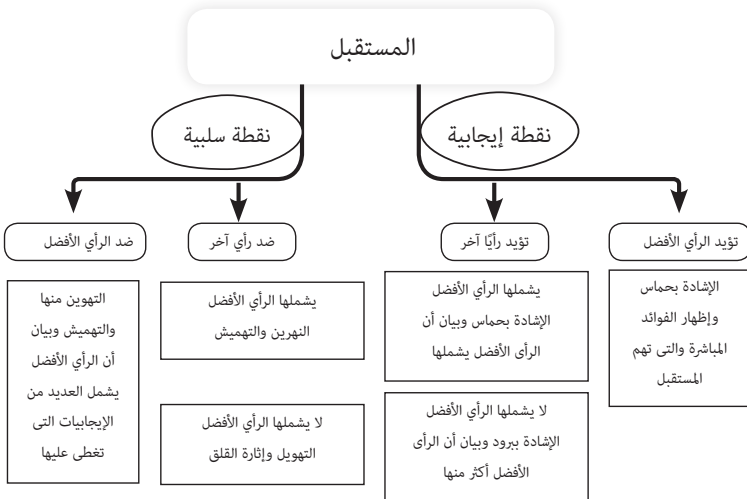 المستقبل
نقطة إيجابية
نقطة سلبية
تؤيد الرأي الأفضل
تؤيد رأيًا آخر
ضد رأي آخر
ضد الرأي الأفضل
الإشادة بحماس
وإظهار الفوائد
المباشرة والتى تهم
المستقبل
يشملها الرأي الأفضل
الإشادة بحماس وبيان أن
الرأى الأفضل يشملها
لا يشملها الرأي الأفضل
الإشادة ببرود وبيان أن الرأى
الأفضل أكثر منها
يشملها الرأي الأفضل
النهرين والتهميش
لا يشملها الرأي الأفضل
التهويل وإثارة القلق
التهوين منها
والتهميش وبيان
أن الرأي الأفضل
يشمل العديد من
الإيجابيات التى
تغطى عليها